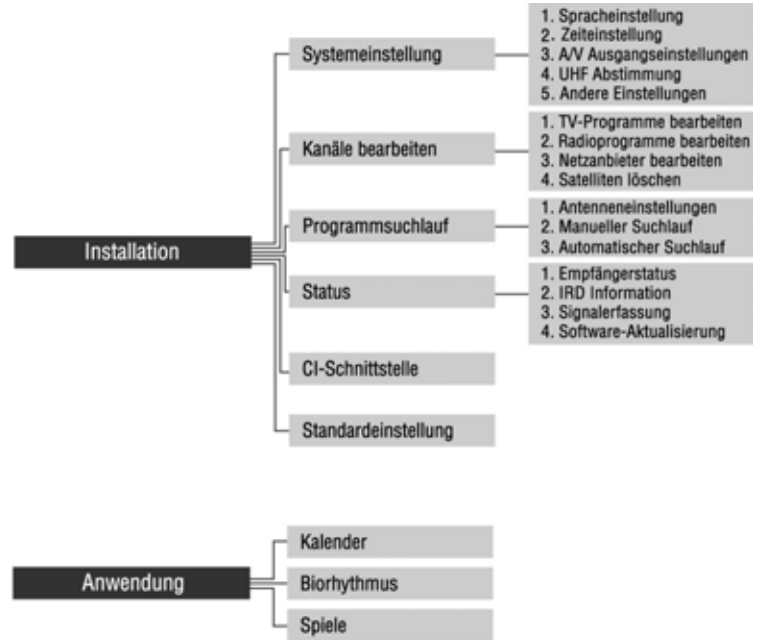 Installation
Systemeinstellung
1. Spracheinstellung
2. Zeiteinstellung
3. A/V Ausgangseinstellungen
4. UHF Abstimmung
5. Andere Einstellungen
Kanäle bearbeiten
1. TV-Programme bearbeiten
2. Radioprogramme bearbeiten
3. Netzanbieter bearbeiten
4. Satelliten löschen
Programmsuchlauf
1. Antenneneinstellungen
2. Manueller Suchlauf
3. Automatischer Suchlauf
Status
1. Empfängerstatus
2. IRD Information
3. Signalerfassung
4. Software-Aktualisierung
CI-Schnittstelle
Standardeinstellung
Anwendung
Kalender
Biorhythmus
Spiele